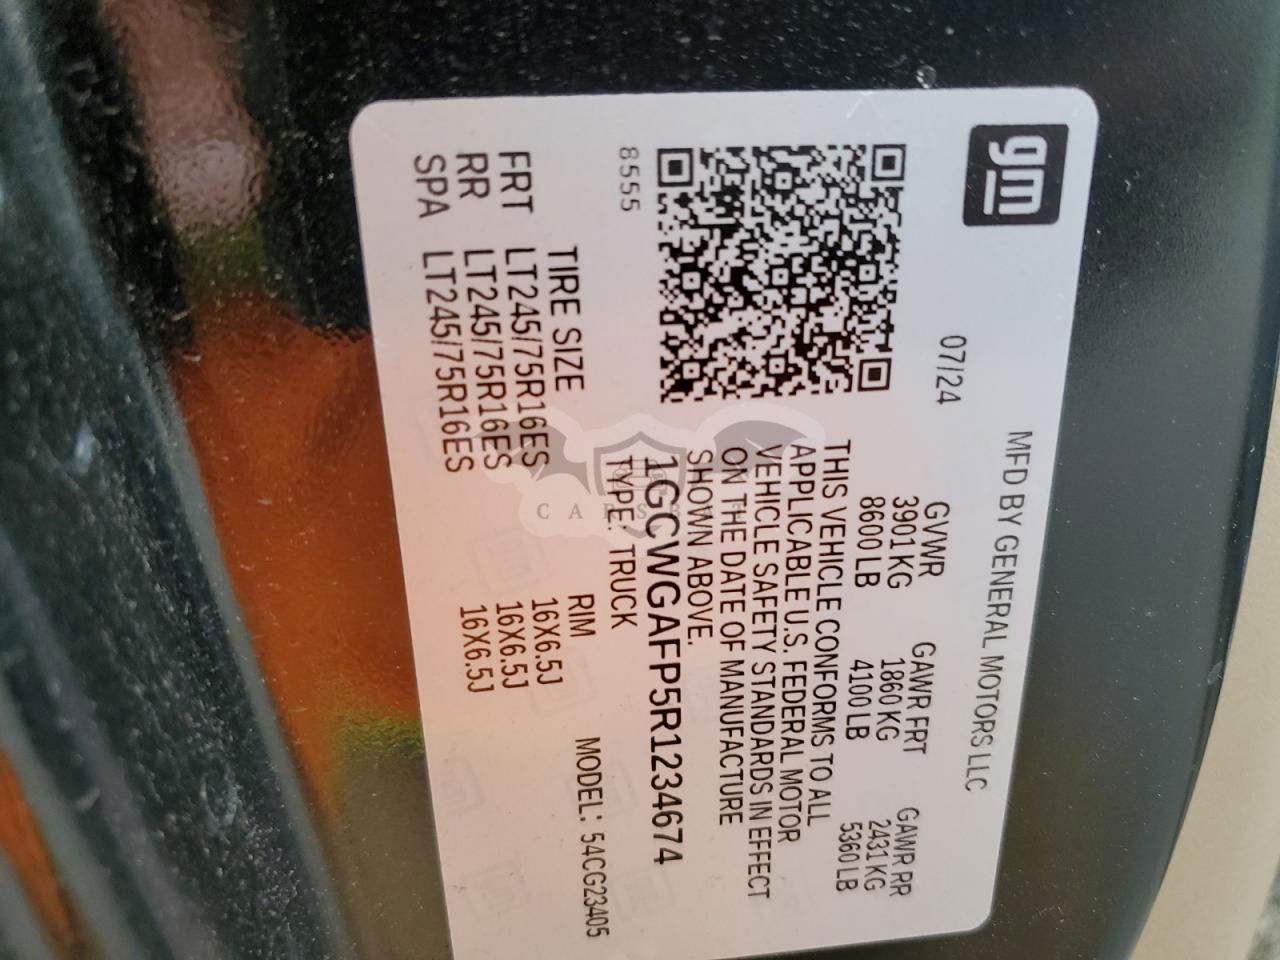 gm
MFD BY GENERAL MOTORS LLC
07/24
GVWR GAWR FRT GAWR RR
3901 KG 1860 KG 2431 KG
8600 LB 4100 LB 5360 LB
THIS VEHICLE CONFORMS TO ALL
APPLICABLE U.S. FEDERAL MOTOR
VEHICLE SAFETY STANDARDS IN EFFECT
ON THE DATE OF MANUFACTURE
SHOWN ABOVE.
1GCWGAFP5R1234674
8555
TYPE: TRUCK
MODEL: 54CG23405
TIRE SIZE RIM
FRT LT245/75R16ES 16X6.5J
RR LT245/75R16ES 16X6.5J
SPA LT245/75R16ES 16X6.5J